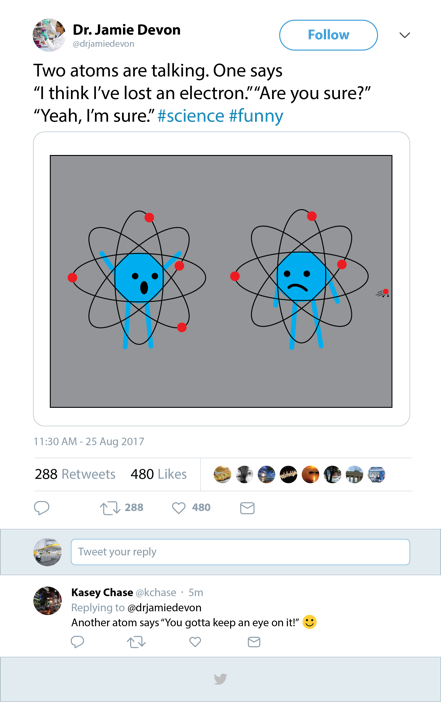 Dr. Jamie Devon
@drjamiedevon
Follow
Two atoms are talking. One says
“I think I’ve lost an electron.” “Are you sure?”
“Yeah, I’m sure.” #science #funny
11:30 AM - 25 Aug 2017
288 Retweets 480 Likes
288 480
Tweet your reply
Kasey Chase @kchase · 5m
Replying to @drjamiedevon
Another atom says “You gotta keep an eye on it!” 🙂